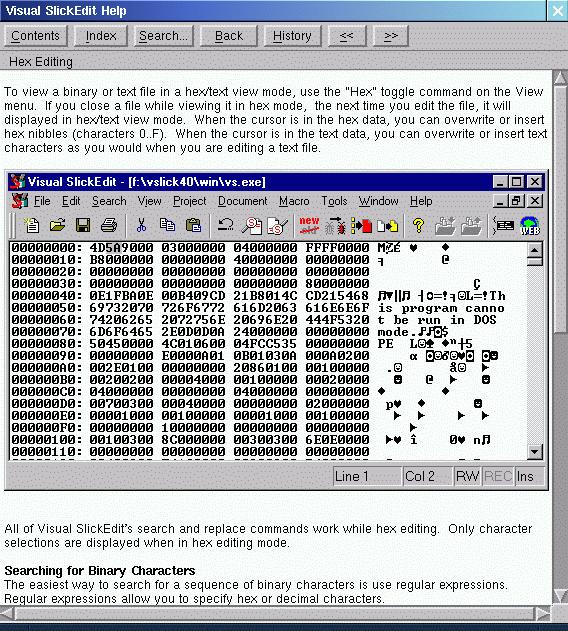 Visual SlickEdit Help
Contents Index Search... Back History << >>
Hex Editing
To view a binary or text file in a hex/text view mode, use the "Hex" toggle command on the View
menu. If you close a file while viewing it in hex mode, the next time you edit the file, it will
displayed in hex/text view mode. When the cursor is in the hex data, you can overwrite or insert
hex nibbles (characters 0..F). When the cursor is in the text data, you can overwrite or insert text
characters as you would when you are editing a text file.
Visual SlickEdit - [f:\vslick40\win\vs.exe]
File Edit Search View Project Document Macro Tools Window Help
new old WEB
00000000: 4D5A9000 03000000 04000000 FFFF0000 MZÉ ♥ ♦
00000010: B8000000 00000000 40000000 00000000 ╕ @
00000020: 00000000 00000000 00000000 00000000
00000030: 00000000 00000000 00000000 80000000 Ç
00000040: 0E1FBA0E 00B409CD 21B8014C CD215468 ♫▼║♫ ┤○=!╕☺L=!Th
00000050: 69732070 726F6772 616D2063 616E6E6F is program canno
00000060: 74206265 2072756E 20696E20 444F5320 t be run in DOS
00000070: 6D6F6465 2E0D0D0A 24000000 00000000 mode.♪♪◙$
00000080: 50450000 4C010600 04FCC535 00000000 PE L☺♠ ♦ⁿ┼5
00000090: 00000000 E0000A01 0B01030A 000A0200 α ◙☺♂☺♥◙ ◙☻
000000A0: 002E0100 00000000 20860100 00100000 .☺ å☺ ►
000000B0: 00200200 00004000 00100000 00020000 ☻ @ ► ☻
000000C0: 04000000 00000000 04000000 00000000 ♦ ♦
000000D0: 00700300 00040000 00000000 02000000 p♥ ♦ ☻
000000E0: 00001000 00100000 00001000 00100000 ► ► ► ►
000000F0: 00000000 10000000 00000000 00000000 ►
00000100: 00100300 8C000000 00300300 6E0E0000 ►♥ î 0♥ n♫
00000110: 00000000 00000000 00000000 00000000
Line 1 Col 2 RW REC Ins
All of Visual SlickEdit's search and replace commands work while hex editing. Only character
selections are displayed when in hex editing mode.
Searching for Binary Characters
The easiest way to search for a sequence of binary characters is use regular expressions.
Regular expressions allow you to specify hex or decimal characters.